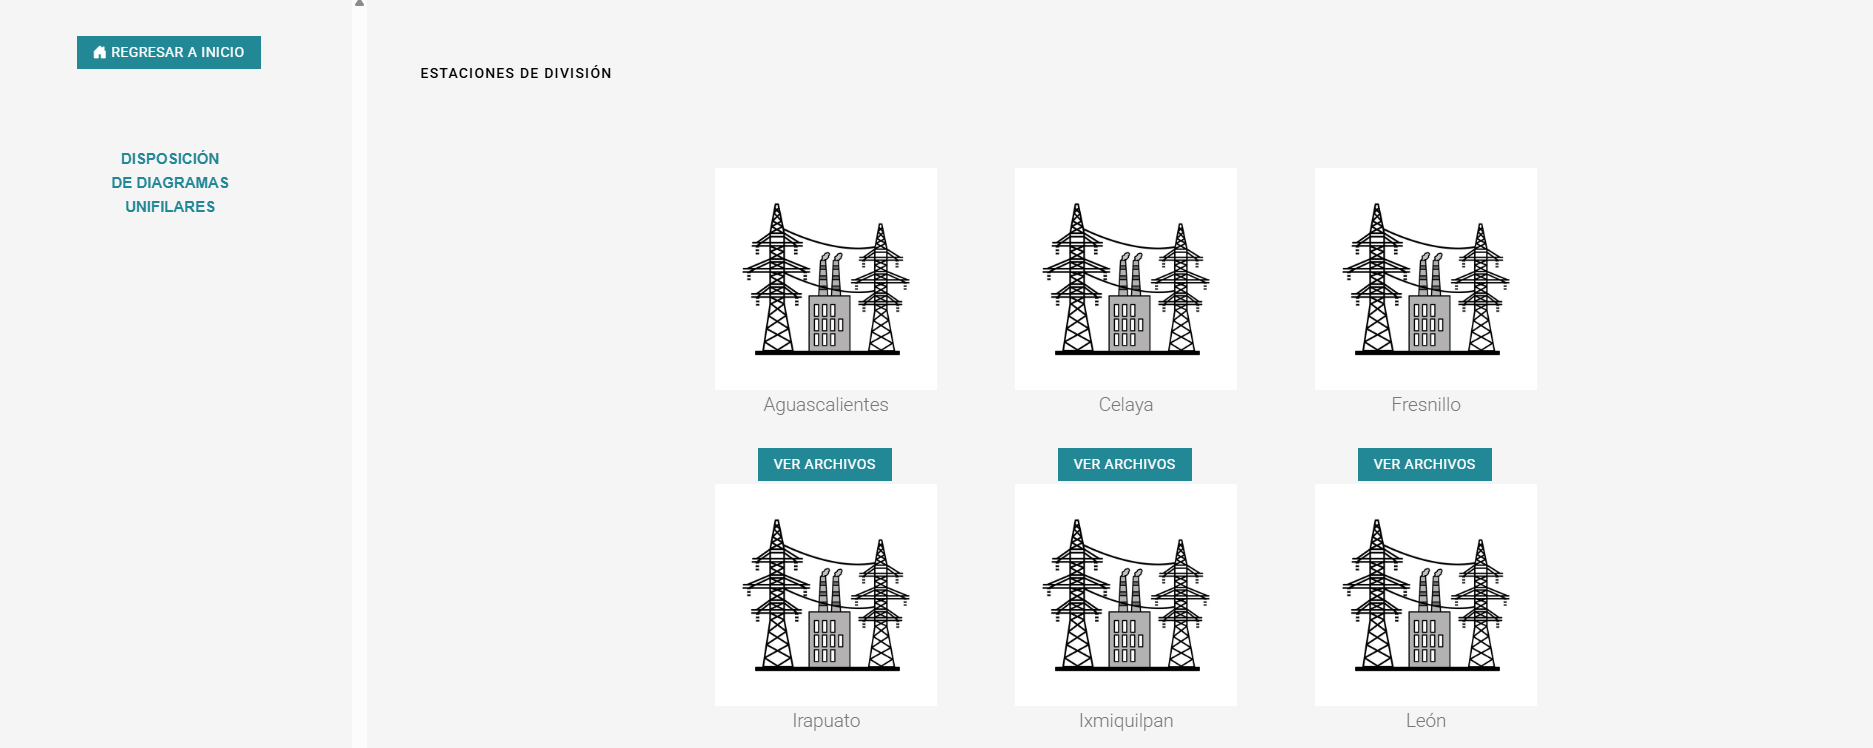 REGRESAR A INICIO
DISPOSICIÓN
DE DIAGRAMAS
UNIFILARES
ESTACIONES DE DIVISIÓN
Aguascalientes
Celaya
Fresnillo
VER ARCHIVOS
VER ARCHIVOS
VER ARCHIVOS
Irapuato
Ixmiquilpan
León